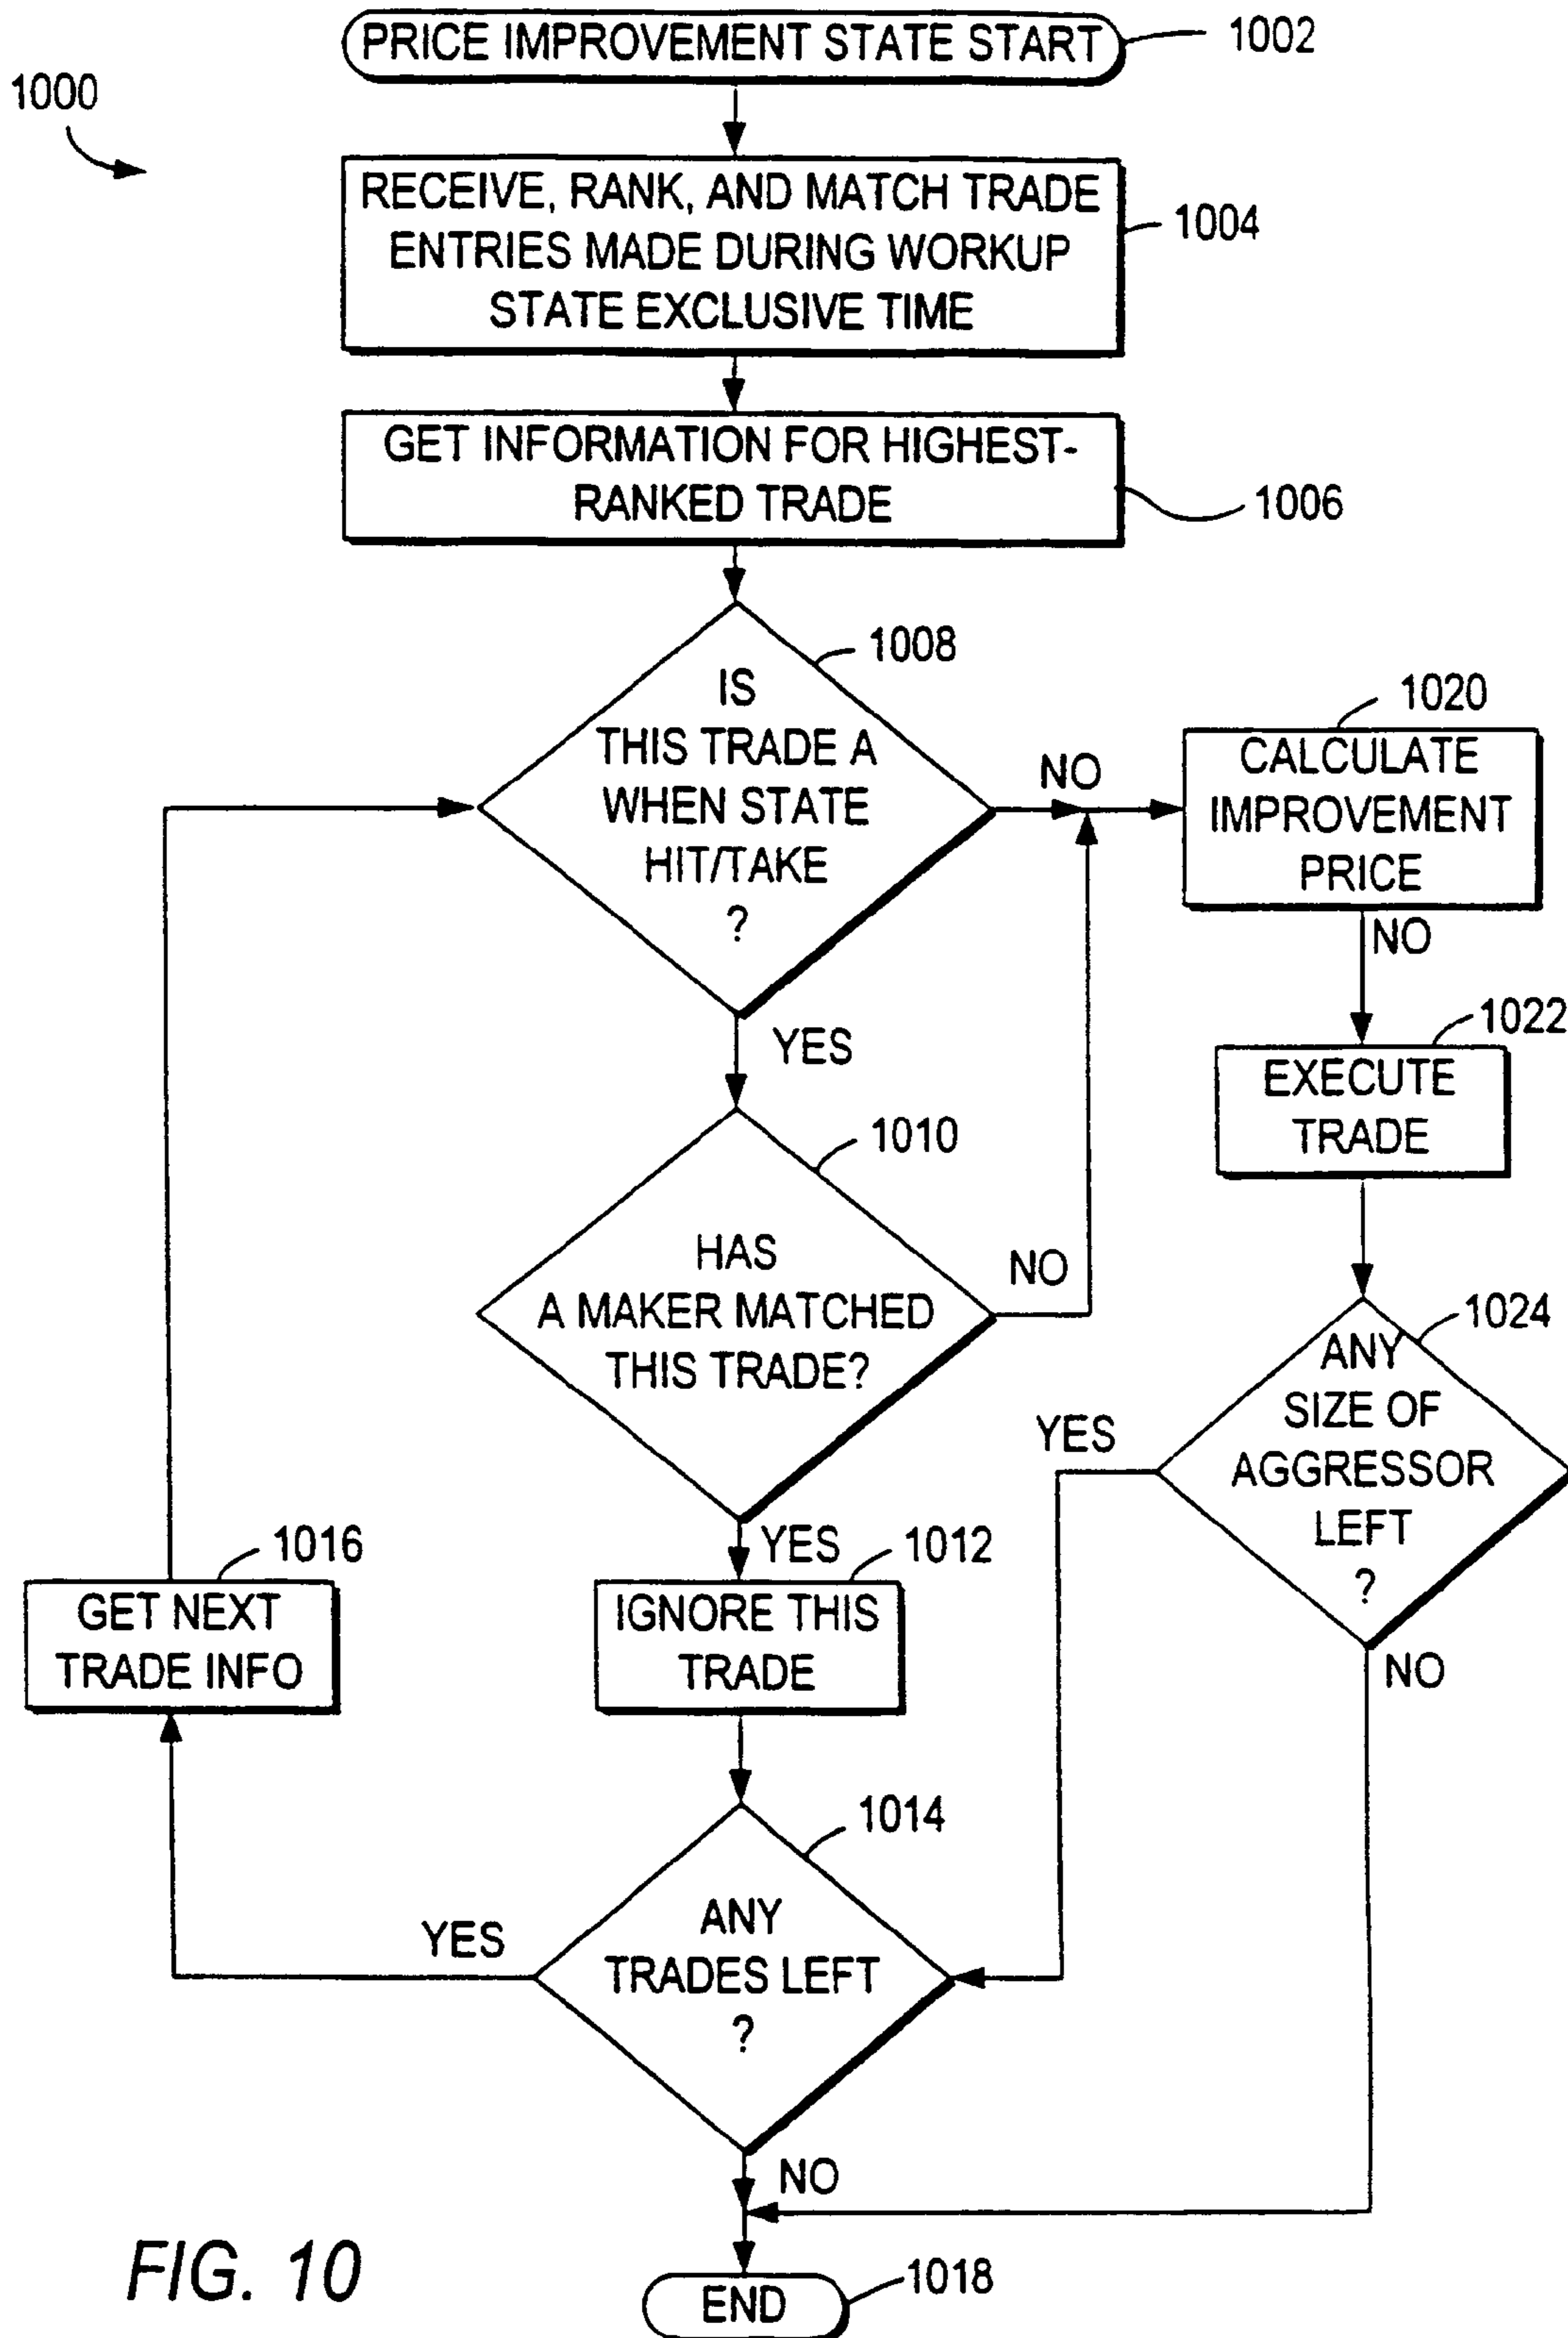 PRICE IMPROVEMENT STATE START
1002
1000
RECEIVE, RANK, AND MATCH TRADE
ENTRIES MADE DURING WORKUP
STATE EXCLUSIVE TIME
1004
GET INFORMATION FOR HIGHEST-
RANKED TRADE
1006
1008
IS
THIS TRADE A
WHEN STATE
HIT/TAKE
?
NO
1020
CALCULATE
IMPROVEMENT
PRICE
NO
YES
1022
EXECUTE
TRADE
1010
HAS
A MAKER MATCHED
THIS TRADE?
NO
1024
ANY
SIZE OF
AGGRESSOR
LEFT
?
YES
NO
YES
1016
GET NEXT
TRADE INFO
1012
IGNORE THIS
TRADE
1014
ANY
TRADES LEFT
?
YES
NO
FIG. 10
END
1018